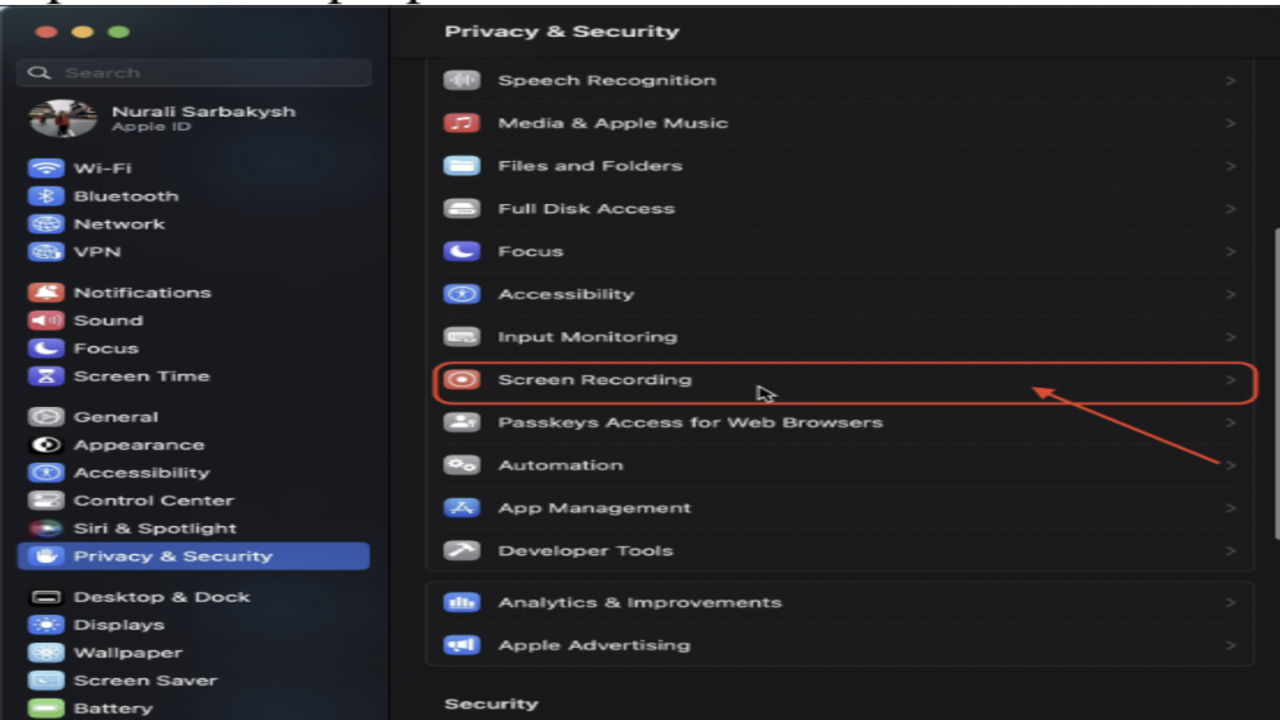 Privacy & Security
Search
Nurali Sarbakysh
Apple ID
Wi-Fi
Bluetooth
Network
VPN
Notifications
Sound
Focus
Screen Time
General
Appearance
Accessibility
Control Center
Siri & Spotlight
Privacy & Security
Desktop & Dock
Displays
Wallpaper
Screen Saver
Battery
Speech Recognition
Media & Apple Music
Files and Folders
Full Disk Access
Focus
Accessibility
Input Monitoring
Screen Recording
Passkeys Access for Web Browsers
Automation
App Management
Developer Tools
Analytics & Improvements
Apple Advertising
Security